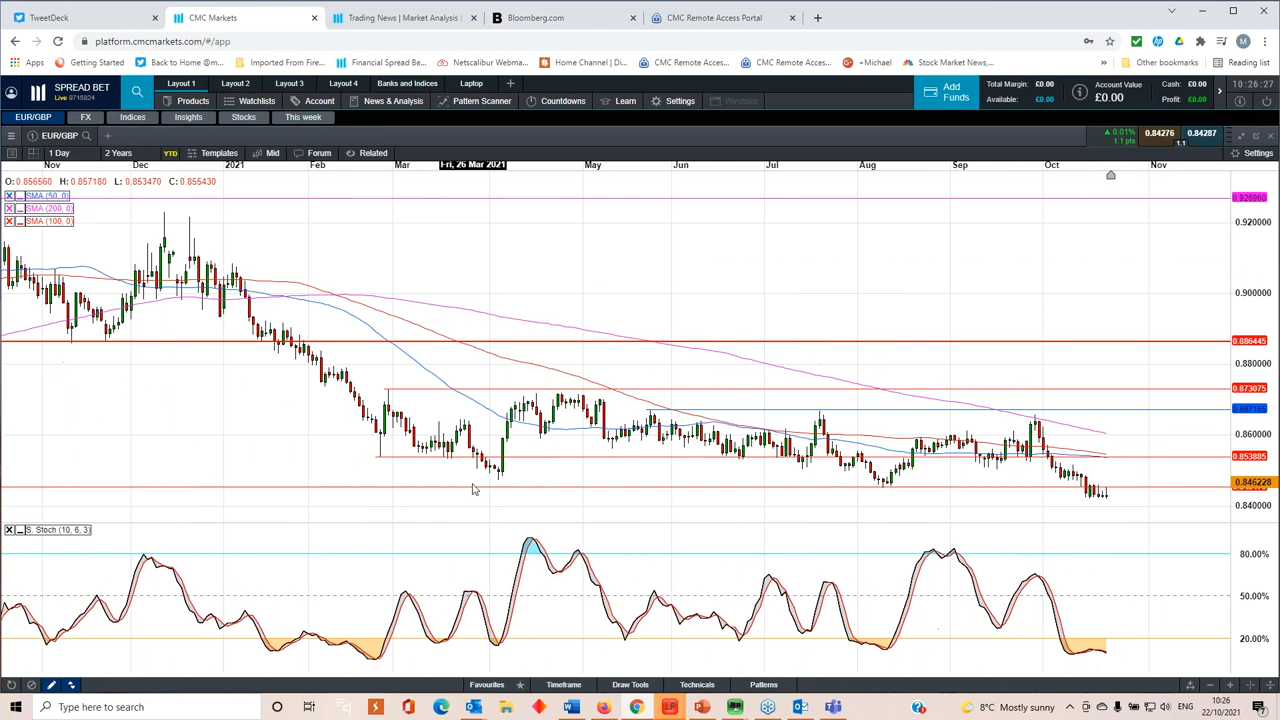 TweetDeck
CMC Markets
Trading News | Market Analysis |
Bloomberg.com
CMC Remote Access Portal
platform.cmcmarkets.com/#/app
Apps
Getting Started
Back to Home @m...
Imported From Fire...
Financial Spread Be...
Netscalibur Webma...
Home Channel | Di...
CMC Remote Acces...
CMC Remote Acces...
+Michael
Stock Market News,...
Other bookmarks
Reading list
SPREAD BET
Live 9715824
Layout 1
Layout 2
Layout 3
Layout 4
Banks and Indices
Laptop
Products
Watchlists
Account
News & Analysis
Pattern Scanner
Countdowns
Learn
Settings
Windows
Add Funds
Total Margin: £0.00
Available: £0.00
Account Value
£0.00
Cash: £0.00
Profit: £0.00
10:26:27
EUR/GBP
FX
Indices
Insights
Stocks
This week
EUR/GBP
0.01%
1.1 pts
0.84276
1.1
0.84287
1 Day
2 Years
YTD
Templates
Mid
Forum
Related
Settings
Nov
Dec
2021
Feb
Mar
Fri, 26 Mar 2021
May
Jun
Jul
Aug
Sep
Oct
Nov
O: 0.856560 H: 0.857180 L: 0.853470 C: 0.855430
SMA (50, 0)
SMA (200, 0)
SMA (100, 0)
0.920000
0.900000
0.886445
0.880000
0.873075
0.860000
0.853885
0.846228
0.840000
S. Stoch (10, 6, 3)
80.00%
50.00%
20.00%
Favourites
Timeframe
Draw Tools
Technicals
Patterns
Type here to search
8°C Mostly sunny
ENG
10:26
22/10/2021